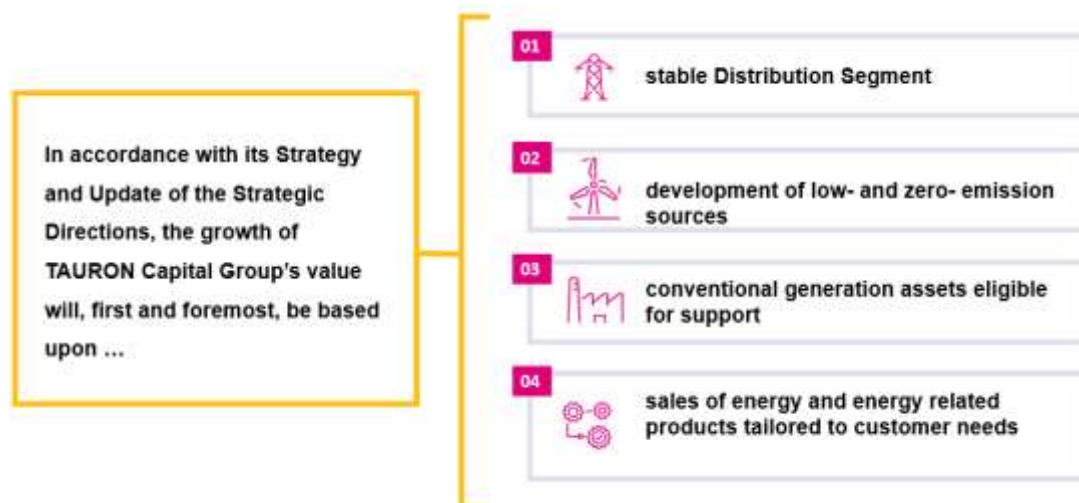 In accordance with its Strategy
and Update of the Strategic
Directions, the growth of
TAURON Capital Group's value
will, first and foremost, be based
upon ...
01
stable Distribution Segment
02
development of low- and zero- emission
sources
03
conventional generation assets eligible
for support
04
sales of energy and energy related
products tailored to customer needs